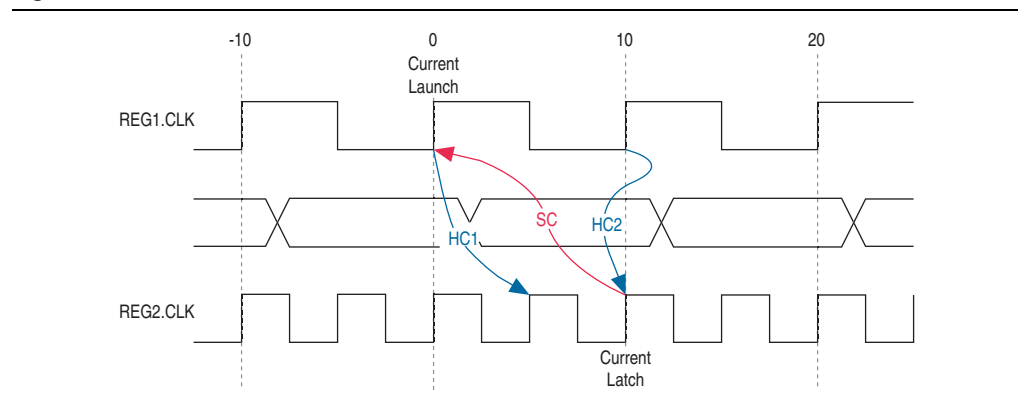 -10 0 10 20
Current
Launch
REG1.CLK
SC
HC2
HC1
REG2.CLK
Current
Latch